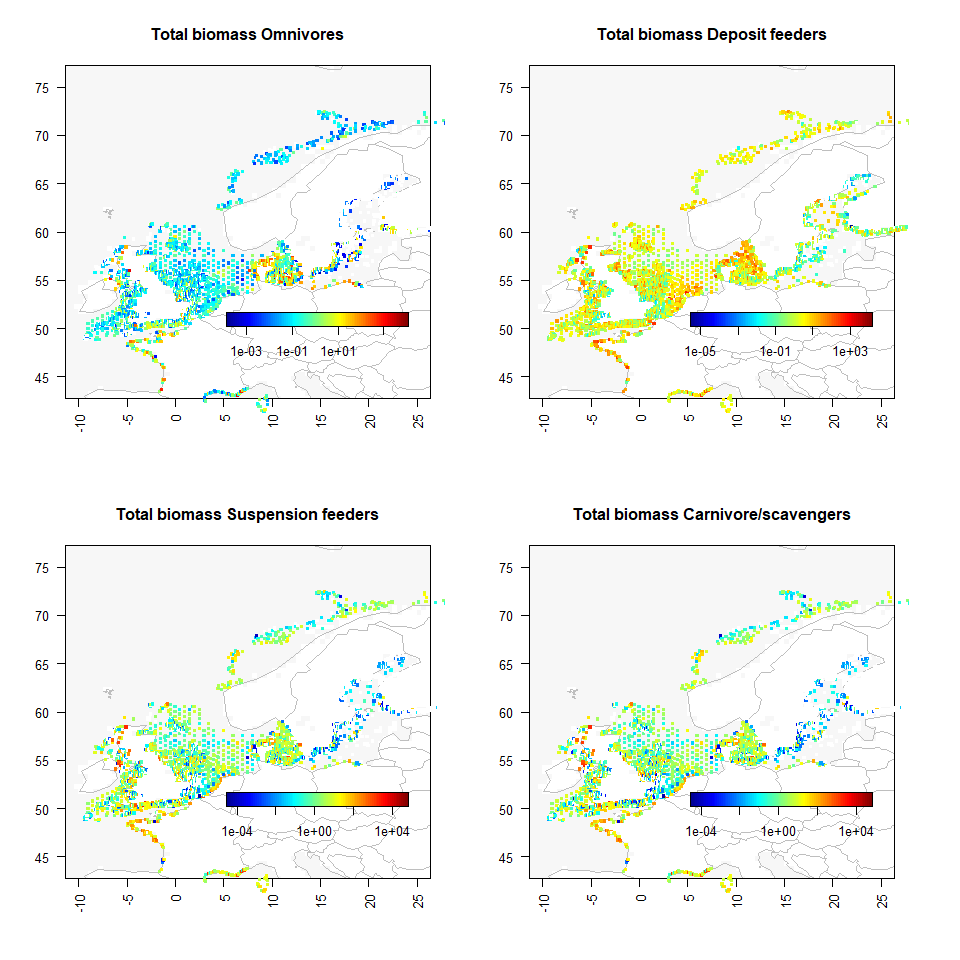 Total biomass Omnivores
75
70
65
60
55
50
45
1e-03 1e-01 1e+01
-10 -5 0 5 10 15 20 25
Total biomass Deposit feeders
75
70
65
60
55
50
45
1e-05 1e-01 1e+03
-10 -5 0 5 10 15 20 25
Total biomass Suspension feeders
75
70
65
60
55
50
45
1e-04 1e+00 1e+04
-10 -5 0 5 10 15 20 25
Total biomass Carnivore/scavengers
75
70
65
60
55
50
45
1e-04 1e+00 1e+04
-10 -5 0 5 10 15 20 25